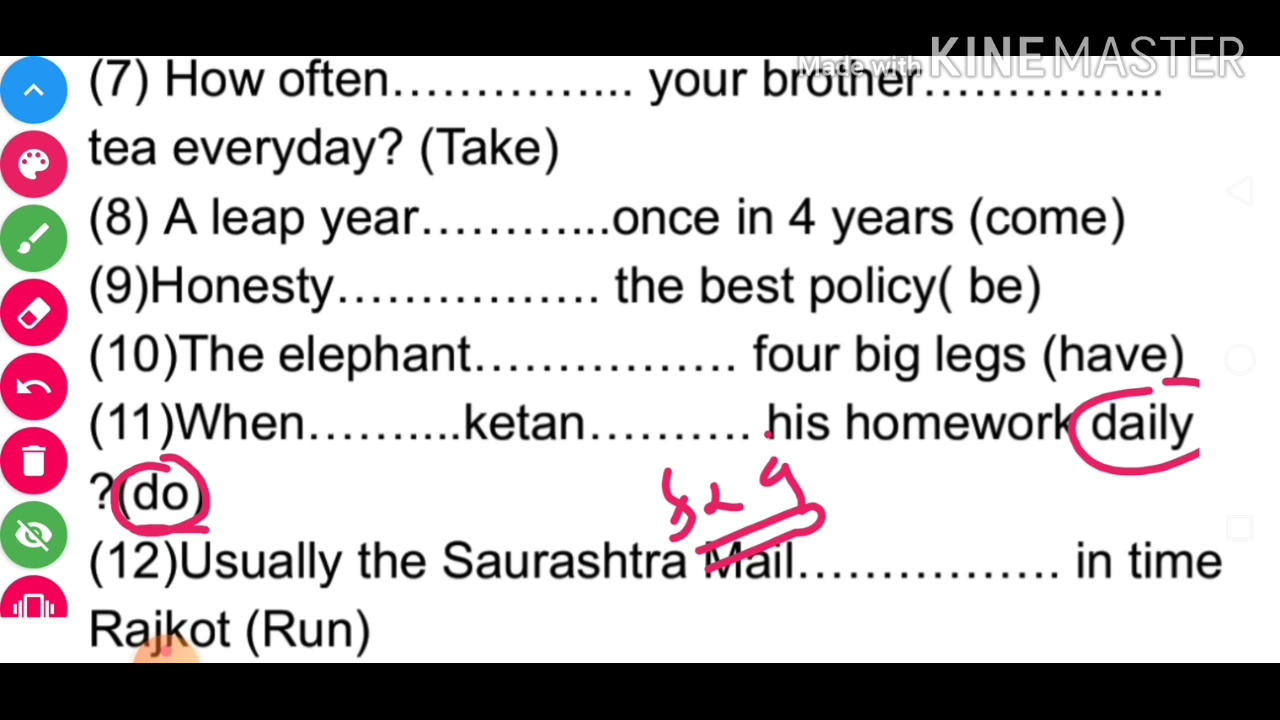 Made with KINEMASTER
(7) How often…………... your brother…………...
tea everyday? (Take)
(8) A leap year………...once in 4 years (come)
(9)Honesty……………. the best policy( be)
(10)The elephant……………. four big legs (have)
(11)When……...ketan………. his homework daily
?(do)
(12)Usually the Saurashtra Mail……………. in time
Rajkot (Run)